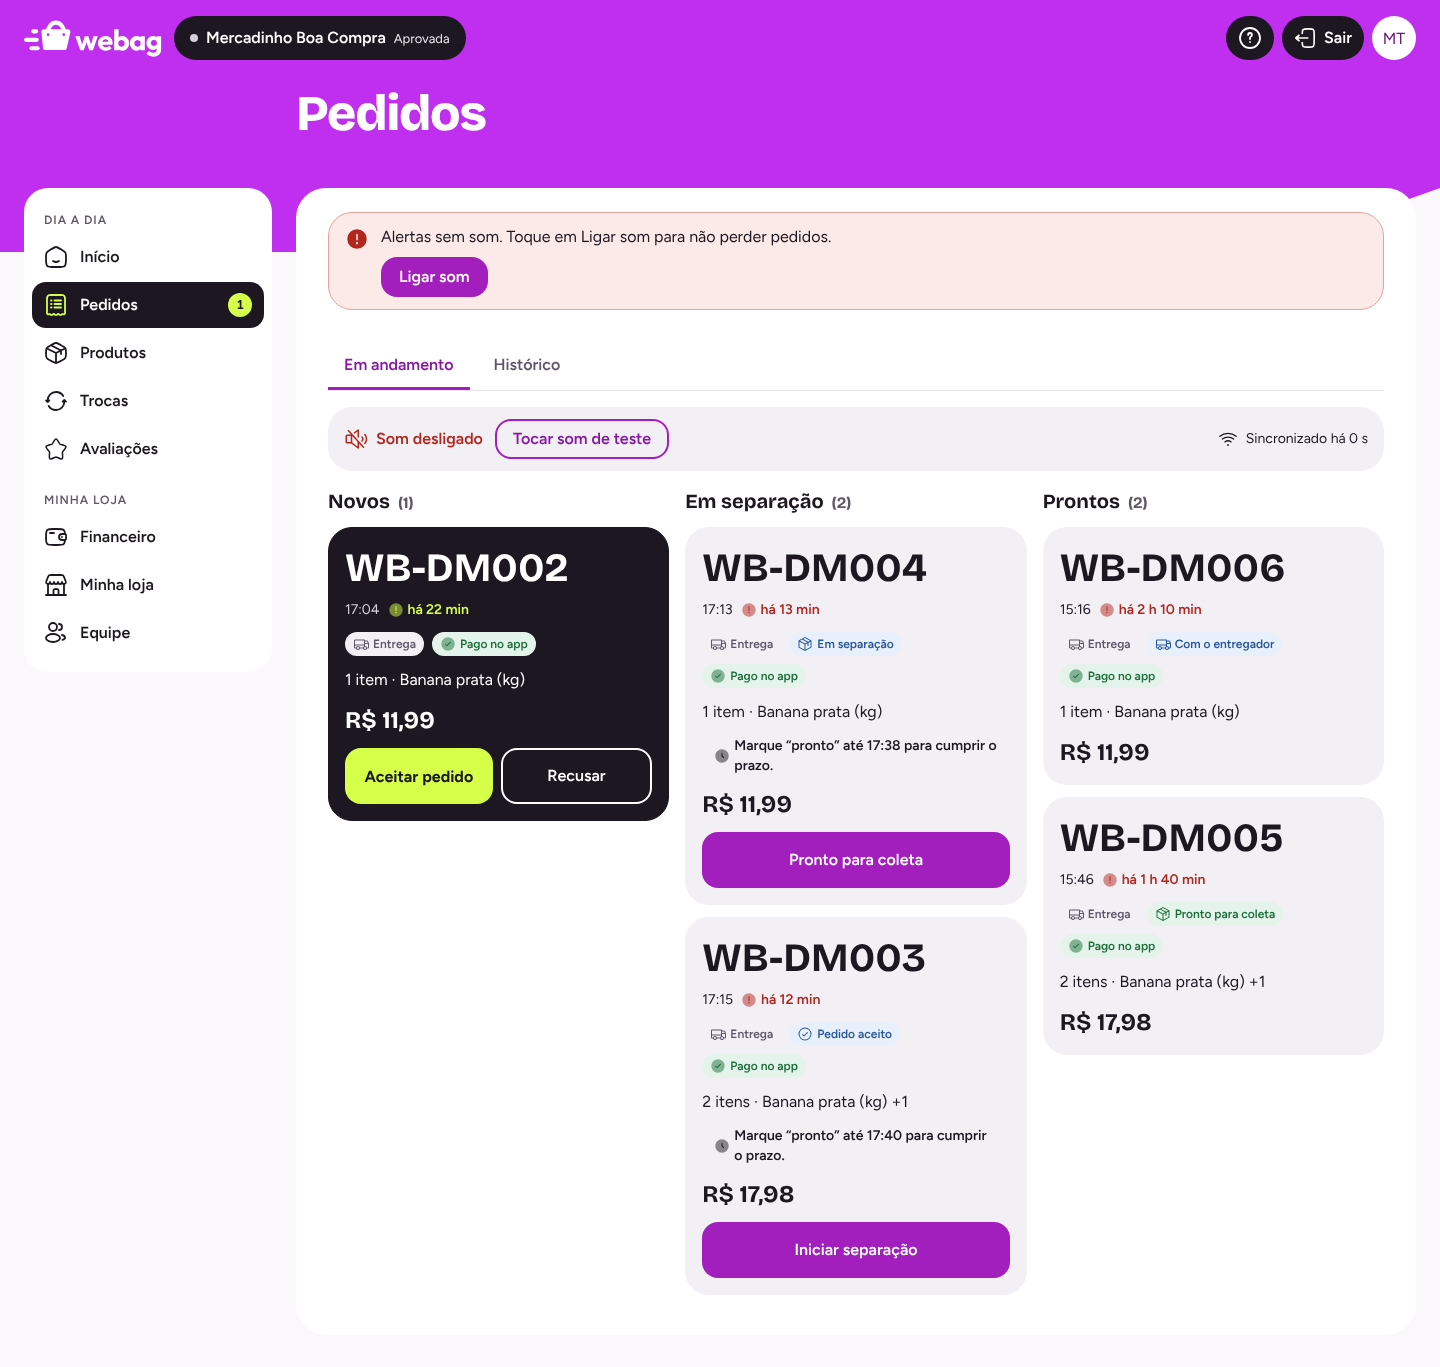 webag
Mercadinho Boa Compra Aprovada
Sair
MT
Pedidos
DIA A DIA
Início
Pedidos 1
Produtos
Trocas
Avaliações
MINHA LOJA
Financeiro
Minha loja
Equipe
Alertas sem som. Toque em Ligar som para não perder pedidos.
Ligar som
Em andamento Histórico
Som desligado Tocar som de teste Sincronizado há 0 s
Novos (1)
WB-DM002
17:04 há 22 min
Entrega Pago no app
1 item · Banana prata (kg)
R$ 11,99
Aceitar pedido Recusar
Em separação (2)
WB-DM004
17:13 há 13 min
Entrega Em separação
Pago no app
1 item · Banana prata (kg)
Marque “pronto” até 17:38 para cumprir o
prazo.
R$ 11,99
Pronto para coleta
WB-DM003
17:15 há 12 min
Entrega Pedido aceito
Pago no app
2 itens · Banana prata (kg) +1
Marque “pronto” até 17:40 para cumprir
o prazo.
R$ 17,98
Iniciar separação
Prontos (2)
WB-DM006
15:16 há 2 h 10 min
Entrega Com o entregador
Pago no app
1 item · Banana prata (kg)
R$ 11,99
WB-DM005
15:46 há 1 h 40 min
Entrega Pronto para coleta
Pago no app
2 itens · Banana prata (kg) +1
R$ 17,98